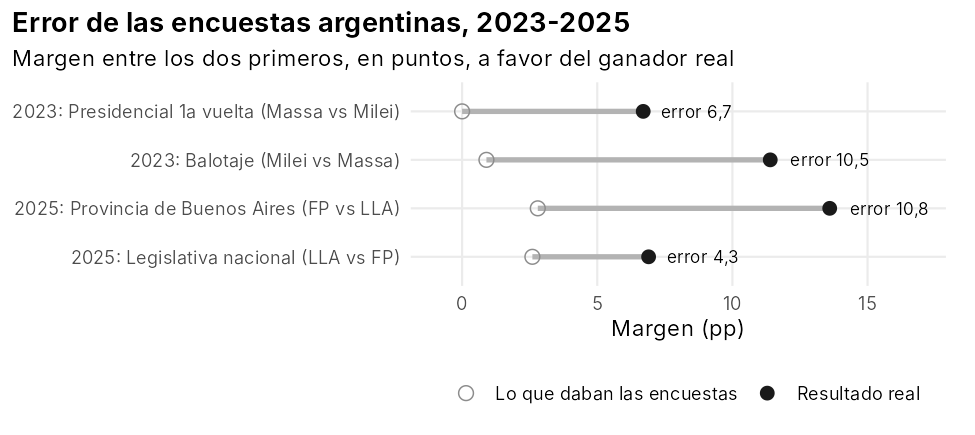 Error de las encuestas argentinas, 2023-2025
Margen entre los dos primeros, en puntos, a favor del ganador real
2023: Presidencial 1a vuelta (Massa vs Milei)
error 6,7
2023: Balotaje (Milei vs Massa)
error 10,5
2025: Provincia de Buenos Aires (FP vs LLA)
error 10,8
2025: Legislativa nacional (LLA vs FP)
error 4,3
0 5 10 15
Margen (pp)
Lo que daban las encuestas Resultado real